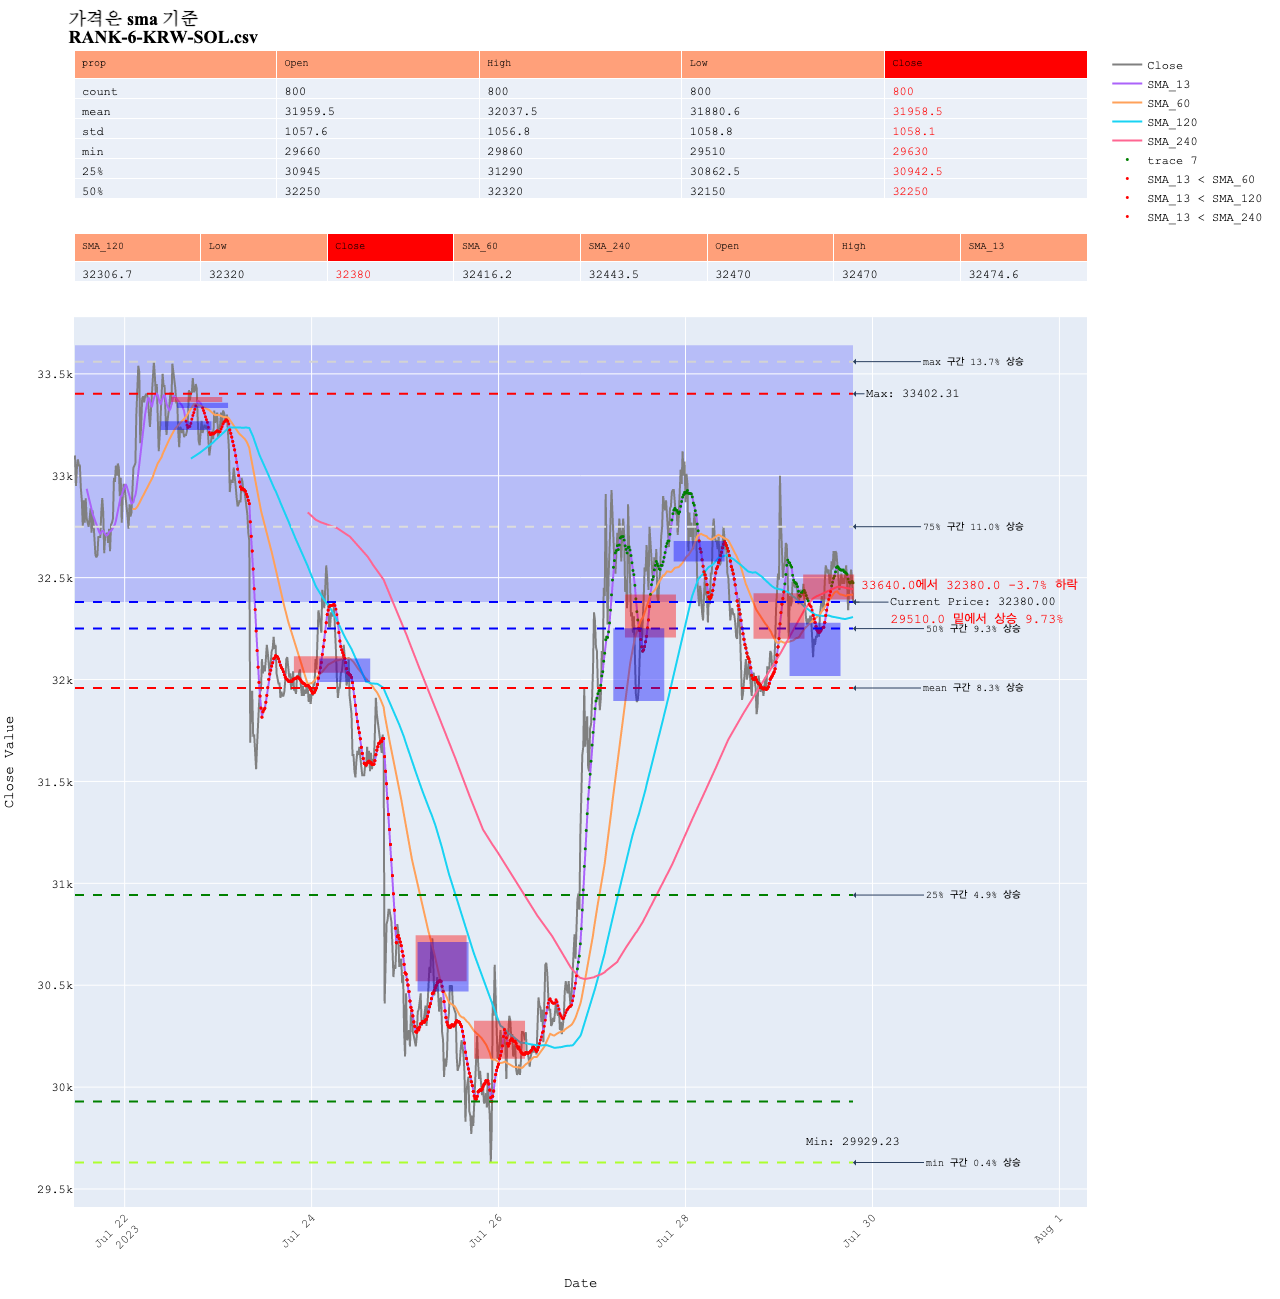 가격은 sma 기준
RANK-6-KRW-SOL.csv
prop Open High Low Close
count 800 800 800 800
mean 31959.5 32037.5 31880.6 31958.5
std 1057.6 1056.8 1058.8 1058.1
min 29660 29860 29510 29630
25% 30945 31290 30862.5 30942.5
50% 32250 32320 32150 32250
SMA_120 Low Close SMA_60 SMA_240 Open High SMA_13
32306.7 32320 32380 32416.2 32443.5 32470 32470 32474.6
Close
SMA_13
SMA_60
SMA_120
SMA_240
trace 7
SMA_13 < SMA_60
SMA_13 < SMA_120
SMA_13 < SMA_240
max 구간 13.7% 상승
33.5k
Max: 33402.31
33k
75% 구간 11.0% 상승
32.5k
33640.0에서 32380.0 -3.7% 하락
Current Price: 32380.00
29510.0 밑에서 상승 9.73%
50% 구간 9.3% 상승
32k
mean 구간 8.3% 상승
Close Value
31.5k
31k
25% 구간 4.9% 상승
30.5k
30k
Min: 29929.23
min 구간 0.4% 상승
29.5k
Jul 22
2023
Jul 24
Jul 26
Jul 28
Jul 30
Aug 1
Date